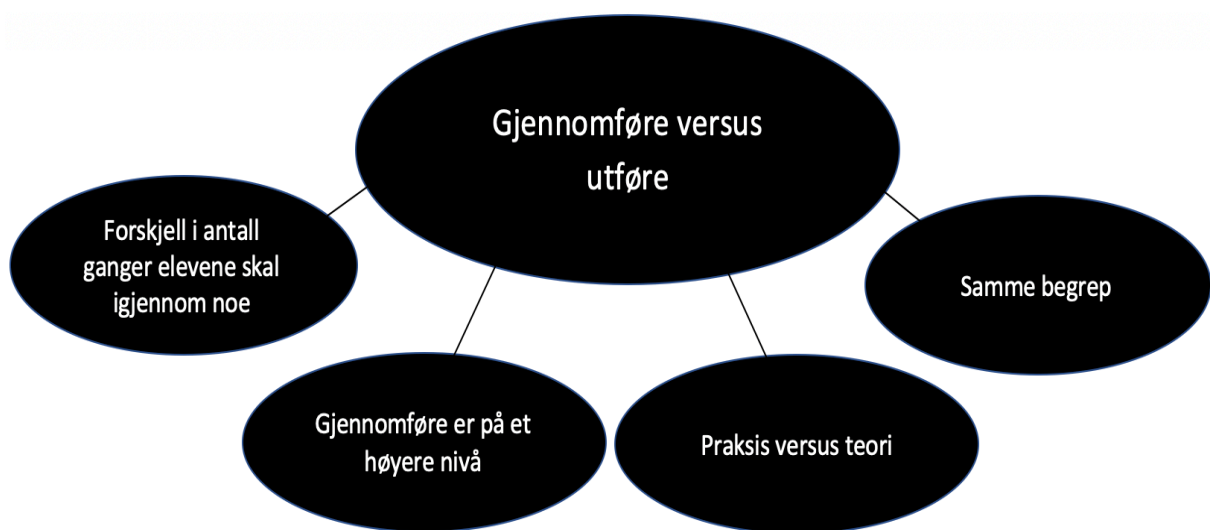 Gjennomføre versus
utføre
Forskjell i antall
ganger elevene skal
igjennom noe
Gjennomføre er på et
høyere nivå
Praksis versus teori
Samme begrep